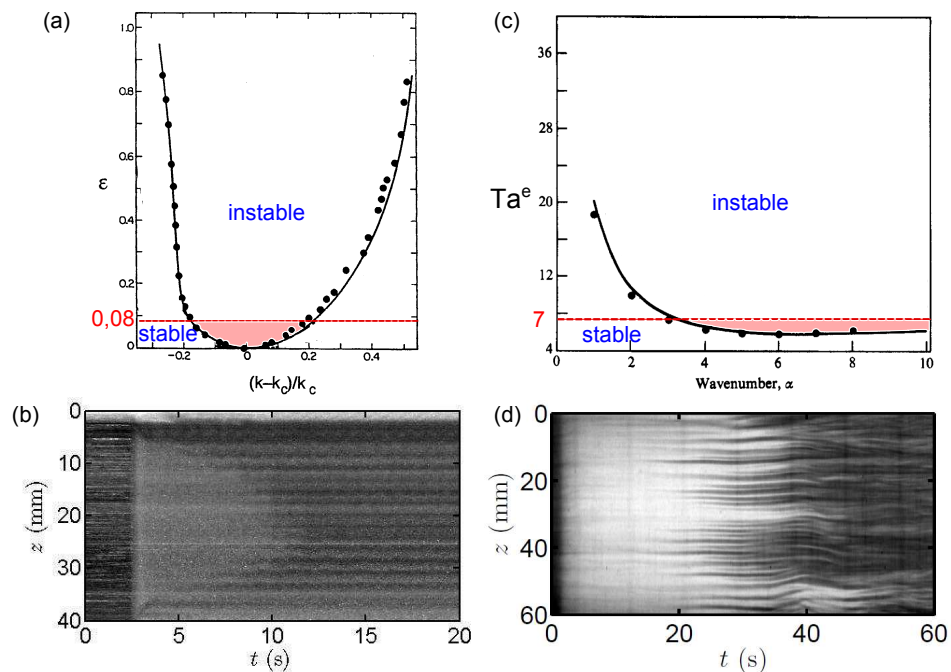 (a)
1.0
0.8
0.6
ε
0.4
0.2
0
0,08
instable
stable
−0.2
0
0.2
0.4
(k−k_c)/k_c
(c)
36
28
Ta^e
20
12
4
7
instable
stable
0
2
4
6
8
10
Wavenumber, α
(b)
0
10
20
30
40
z (mm)
0
5
10
15
20
t (s)
(d)
0
20
40
60
z (mm)
0
20
40
60
t (s)